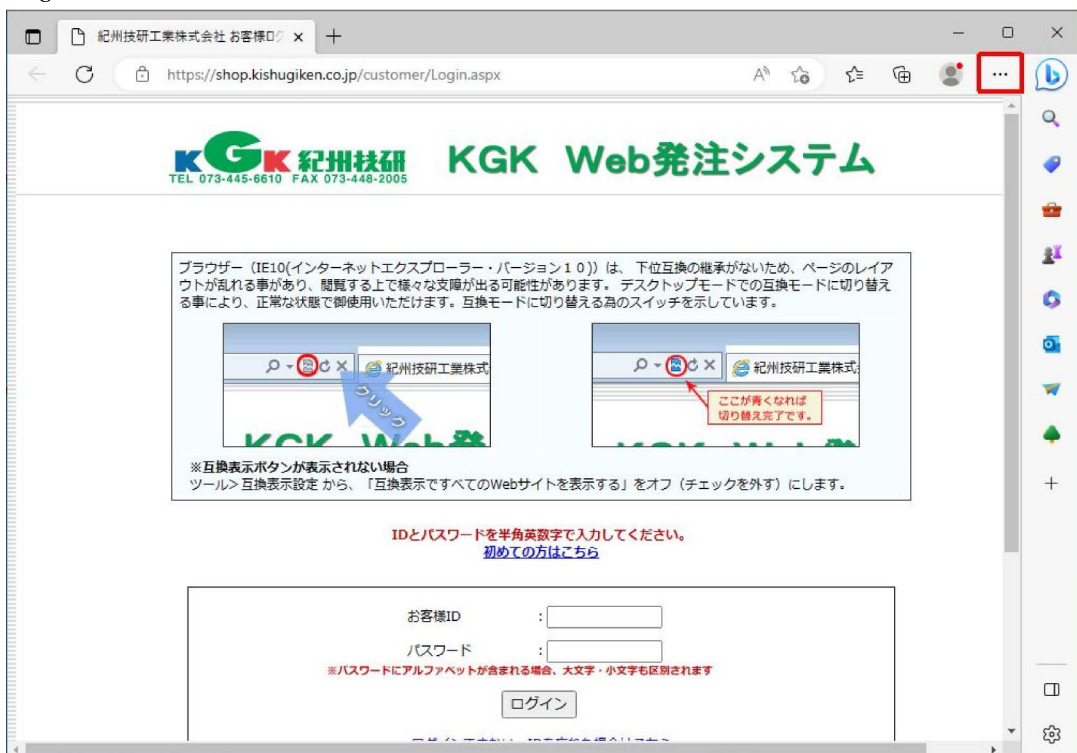 紀州技研工業株式会社 お客様ログ
https://shop.kishugiken.co.jp/customer/Login.aspx
KGK 紀州技研 KGK Web発注システム
TEL 073-445-6610 FAX 073-448-2005
ブラウザー(IE10(インターネットエクスプローラー・バージョン10))は、下位互換の継承がないため、ページのレイア
ウトが乱れる事があり、閲覧する上で様々な支障が出る可能性があります。 デスクトップモードでの互換モードに切り替え
る事により、正常な状態で御使用いただけます。互換モードに切り替える為のスイッチを示しています。
紀州技研工業株式
クリック
KGK Web発
紀州技研工業株式
ここが青くなれば
切り替え完了です。
※互換表示ボタンが表示されない場合
ツール> 互換表示設定 から、「互換表示ですべてのWebサイトを表示する」をオフ(チェックを外す)にします。
IDとパスワードを半角英数字で入力してください。
初めての方はこちら
お客様ID :
パスワード :
※パスワードにアルファベットが含まれる場合、大文字・小文字も区別されます
ログイン